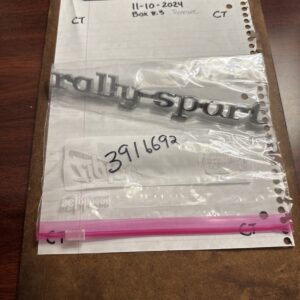 11-10-2024
CT Box #.3 CT
rally-sport
3916692
CT CT